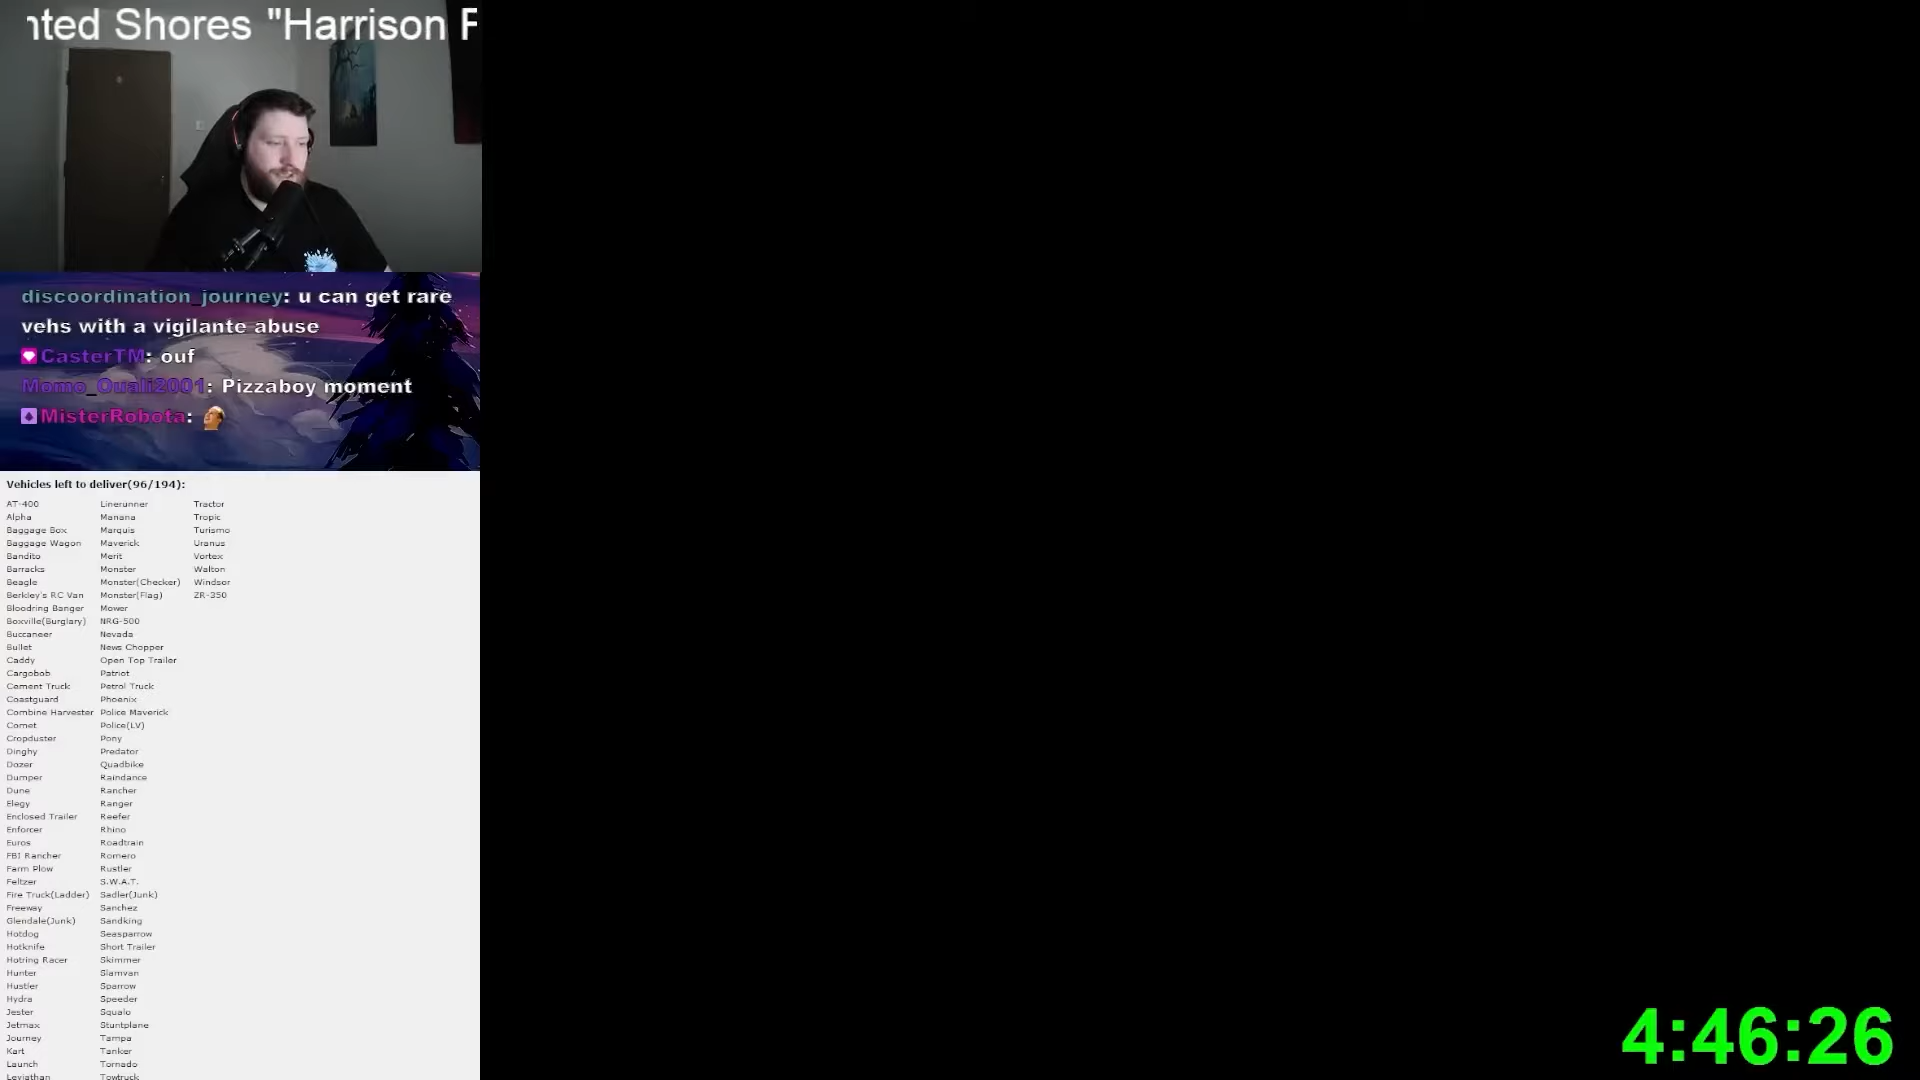 nted Shores "Harrison F
discoordination_journey: u can get rare
vehs with a vigilante abuse
CasterTM: ouf
Momo_Ouali2001: Pizzaboy moment
MisterRobota:
Vehicles left to deliver(96/194):
AT-400 Linerunner Tractor
Alpha Manana Tropic
Baggage Box Marquis Turismo
Baggage Wagon Maverick Uranus
Bandito Merit Vortex
Barracks Monster Walton
Beagle Monster(Checker) Windsor
Berkley's RC Van Monster(Flag) ZR-350
Bloodring Banger Mower
Boxville(Burglary) NRG-500
Buccaneer Nevada
Bullet News Chopper
Caddy Open Top Trailer
Cargobob Patriot
Cement Truck Petrol Truck
Coastguard Phoenix
Combine Harvester Police Maverick
Comet Police(LV)
Cropduster Pony
Dinghy Predator
Dozer Quadbike
Dumper Raindance
Dune Rancher
Elegy Ranger
Enclosed Trailer Reefer
Enforcer Rhino
Euros Roadtrain
FBI Rancher Romero
Farm Plow Rustler
Feltzer S.W.A.T.
Fire Truck(Ladder) Sadler(Junk)
Freeway Sanchez
Glendale(Junk) Sandking
Hotdog Seasparrow
Hotknife Short Trailer
Hotring Racer Skimmer
Hunter Slamvan
Hustler Sparrow
Hydra Speeder
Jester Squalo
Jetmax Stuntplane
Journey Tampa
Kart Tanker
Launch Tornado
Leviathan Towtruck
4:46:26